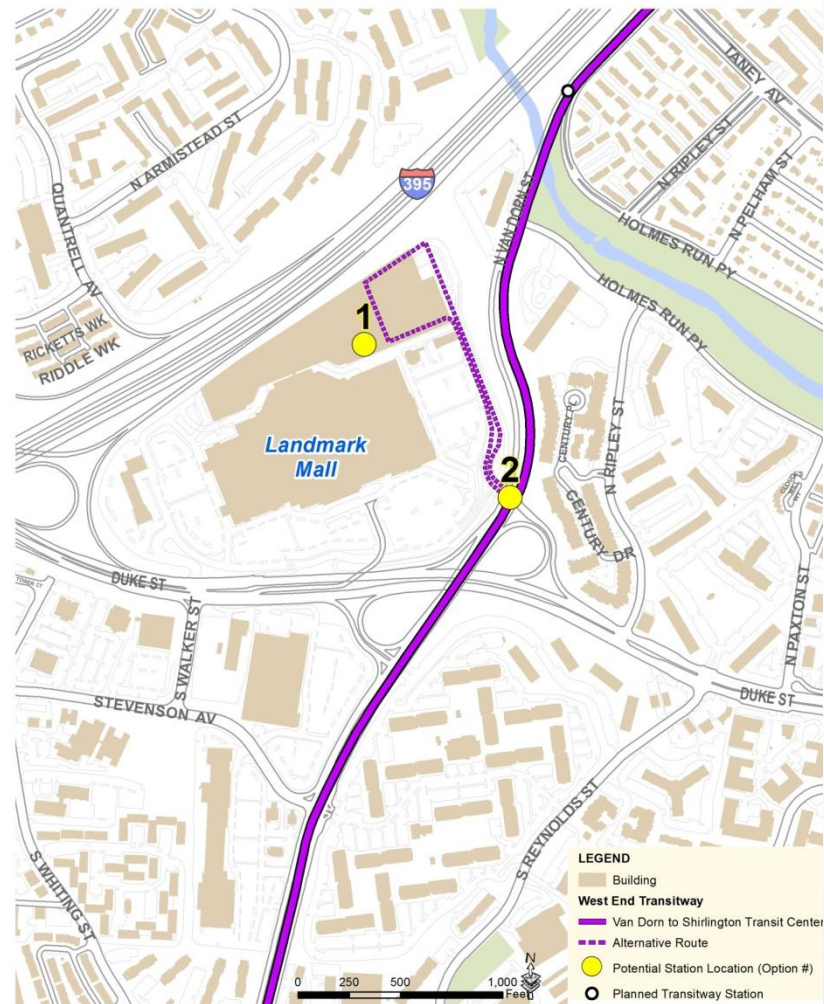 TANEY AV
N RIPLEY ST
N PELHAM ST
N ARMISTEAD ST
QUANTRELL AV
395
N VAN DORN ST
HOLMES RUN PY
HOLMES RUN PY
RICKETTS WK
RIDDLE WK
1
Landmark
Mall
2
CENTURY PL
N RIPLEY ST
CENTURY DR
DUKE ST
TOWER CT
S WALKER ST
N PAXTON ST
STEVENSON AV
DUKE ST
S REYNOLDS ST
S WHITING ST
LEGEND
Building
West End Transitway
Van Dorn to Shirlington Transit Center
Alternative Route
Potential Station Location (Option #)
Planned Transitway Station
N
0 250 500 1,000
Feet